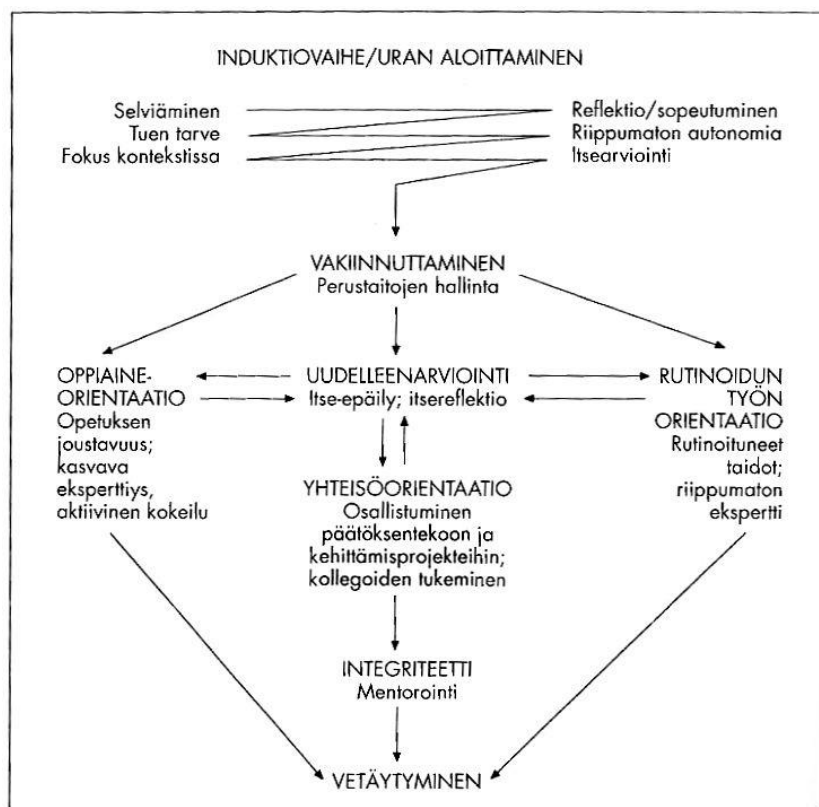 INDUKTIOVAIHE/URAN ALOITTAMINEN
Selviäminen
Tuen tarve
Fokus kontekstissa
Reflektio/sopeutuminen
Riippumaton autonomia
Itsearviointi
VAKIINNUTTAMINEN
Perustaitojen hallinta
OPPIAINE-
ORIENTAATIO
Opetuksen
joustavuus;
kasvava
eksperttiys,
aktiivinen kokeilu
UUDELLEENARVIOINTI
Itse-epäily; itsereflektio
RUTINOIDUN
TYÖN
ORIENTAATIO
Rutinoituneet
taidot;
riippumaton
ekspertti
YHTEISÖORIENTAATIO
Osallistuminen
päätöksentekoon ja
kehittämisprojekteihin;
kollegoiden tukeminen
INTEGRITEETTI
Mentorointi
VETÄYTYMINEN